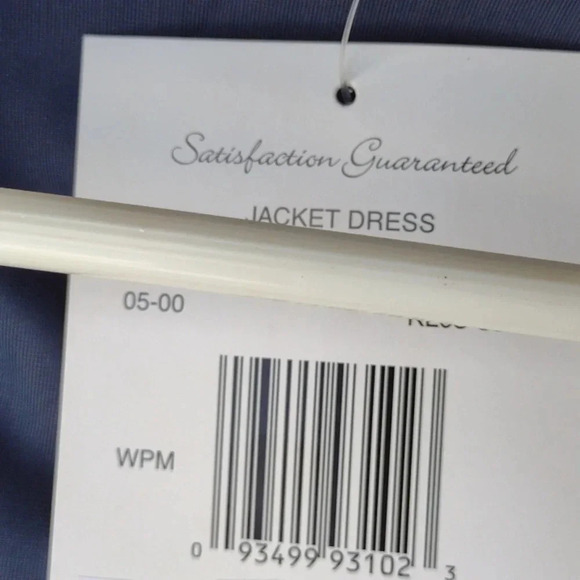 Satisfaction Guaranteed
JACKET DRESS
05-00
WPM
0 93499 93102 3